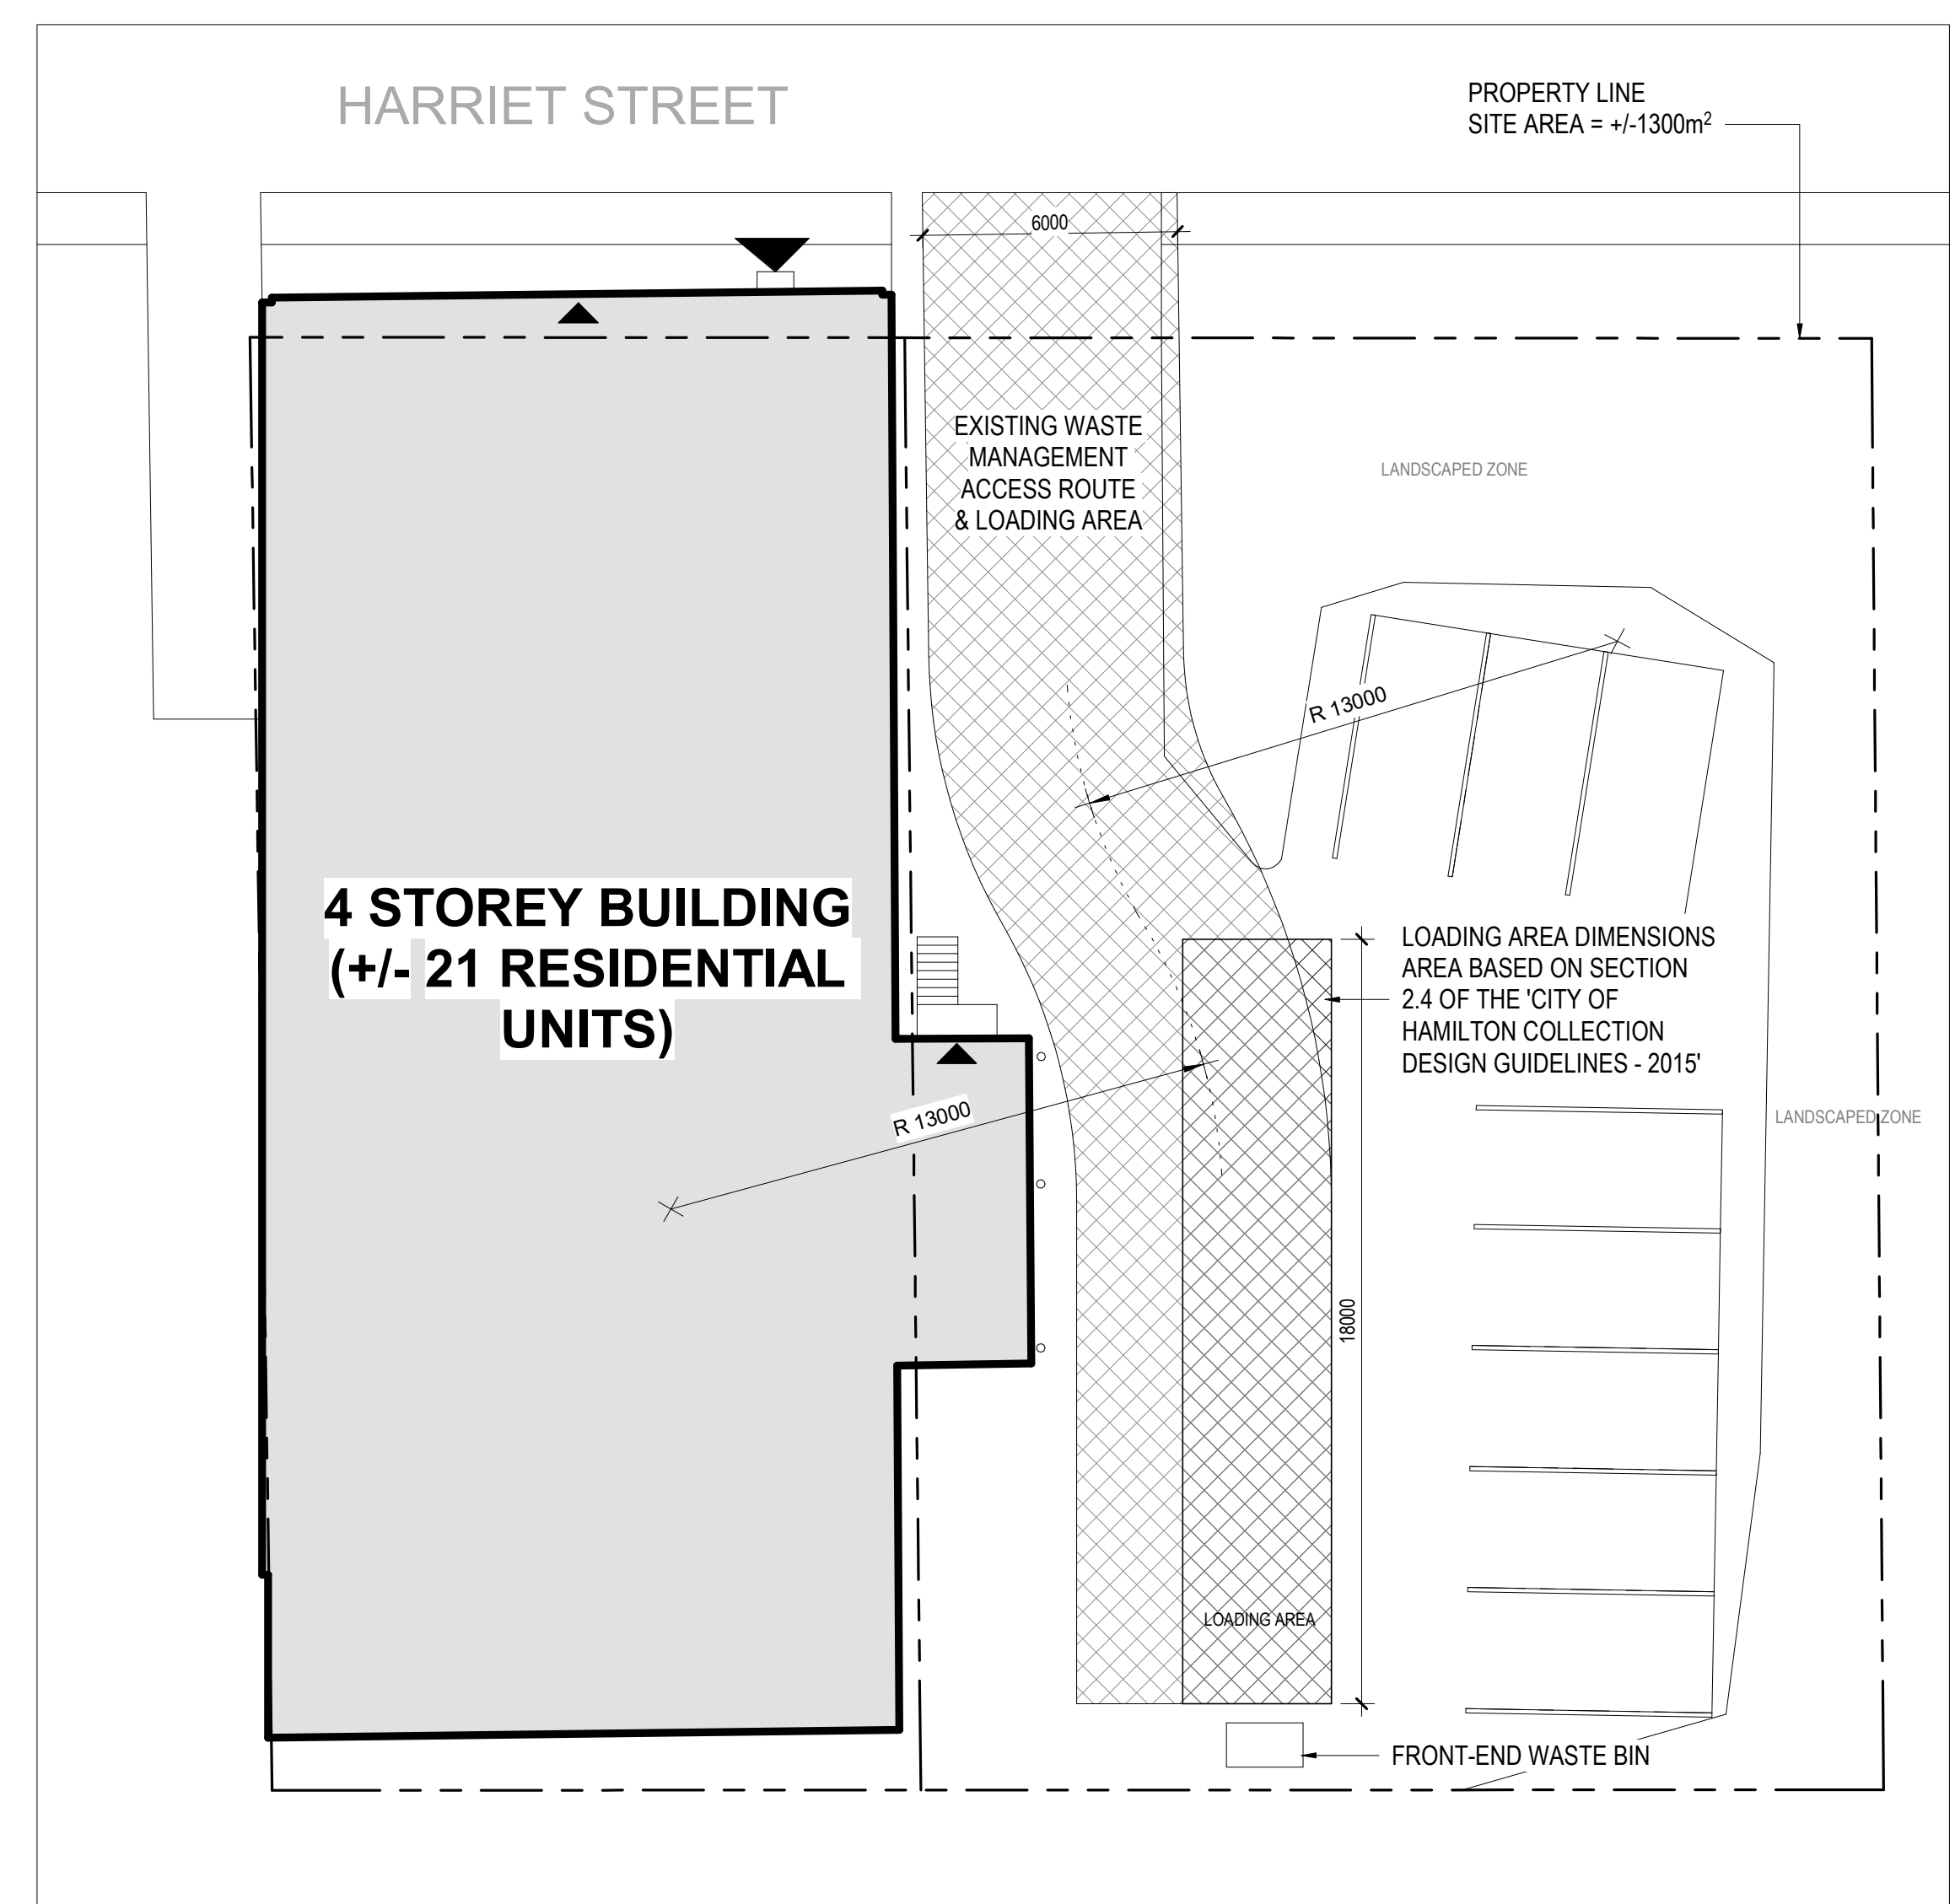 HARRIET STREET
PROPERTY LINE
SITE AREA = +/-1300m²
6000
EXISTING WASTE
MANAGEMENT
ACCESS ROUTE
& LOADING AREA
LANDSCAPED ZONE
R 13000
4 STOREY BUILDING
(+/- 21 RESIDENTIAL
UNITS)
LOADING AREA DIMENSIONS
AREA BASED ON SECTION
2.4 OF THE 'CITY OF
HAMILTON COLLECTION
DESIGN GUIDELINES - 2015'
R 13000
LANDSCAPED ZONE
18000
LOADING AREA
FRONT-END WASTE BIN